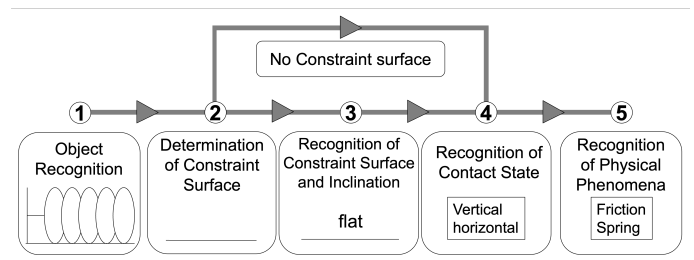 No Constraint surface
1
2
3
4
5
Object
Recognition
Determination
of Constraint
Surface
Recognition of
Constraint Surface
and Inclination
flat
Recognition of
Contact State
Vertical
horizontal
Recognition
of Physical
Phenomena
Friction
Spring